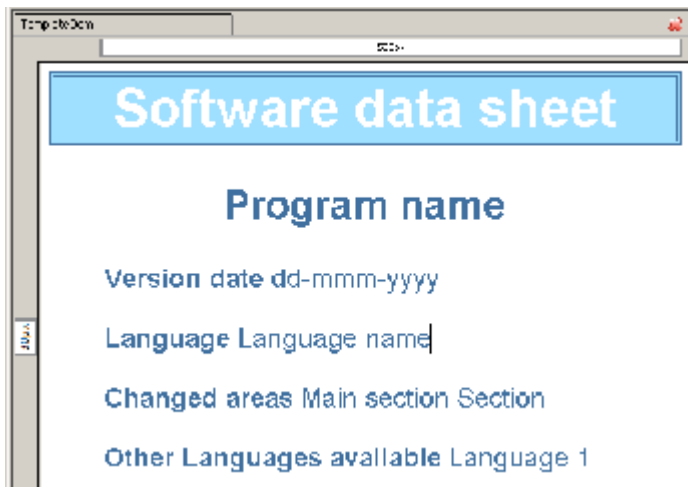 TemplateDem
Software data sheet
Program name
Version date dd-mmm-yyyy
Language Language name
Changed areas Main section Section
Other Languages available Language 1